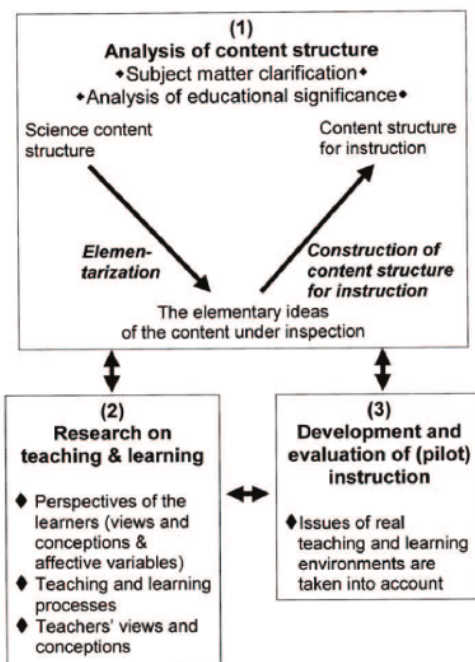 (1)
Analysis of content structure
◆Subject matter clarification◆
◆Analysis of educational significance◆
Science content
structure
Content structure
for instruction
Elemen-
tarization
Construction of
content structure
for instruction
The elementary ideas
of the content under inspection
(2)
Research on
teaching & learning
◆ Perspectives of the
learners (views and
conceptions &
affective variables)
◆ Teaching and learning
processes
◆ Teachers' views and
conceptions
(3)
Development and
evaluation of (pilot)
instruction
◆Issues of real
teaching and learning
environments are
taken into account